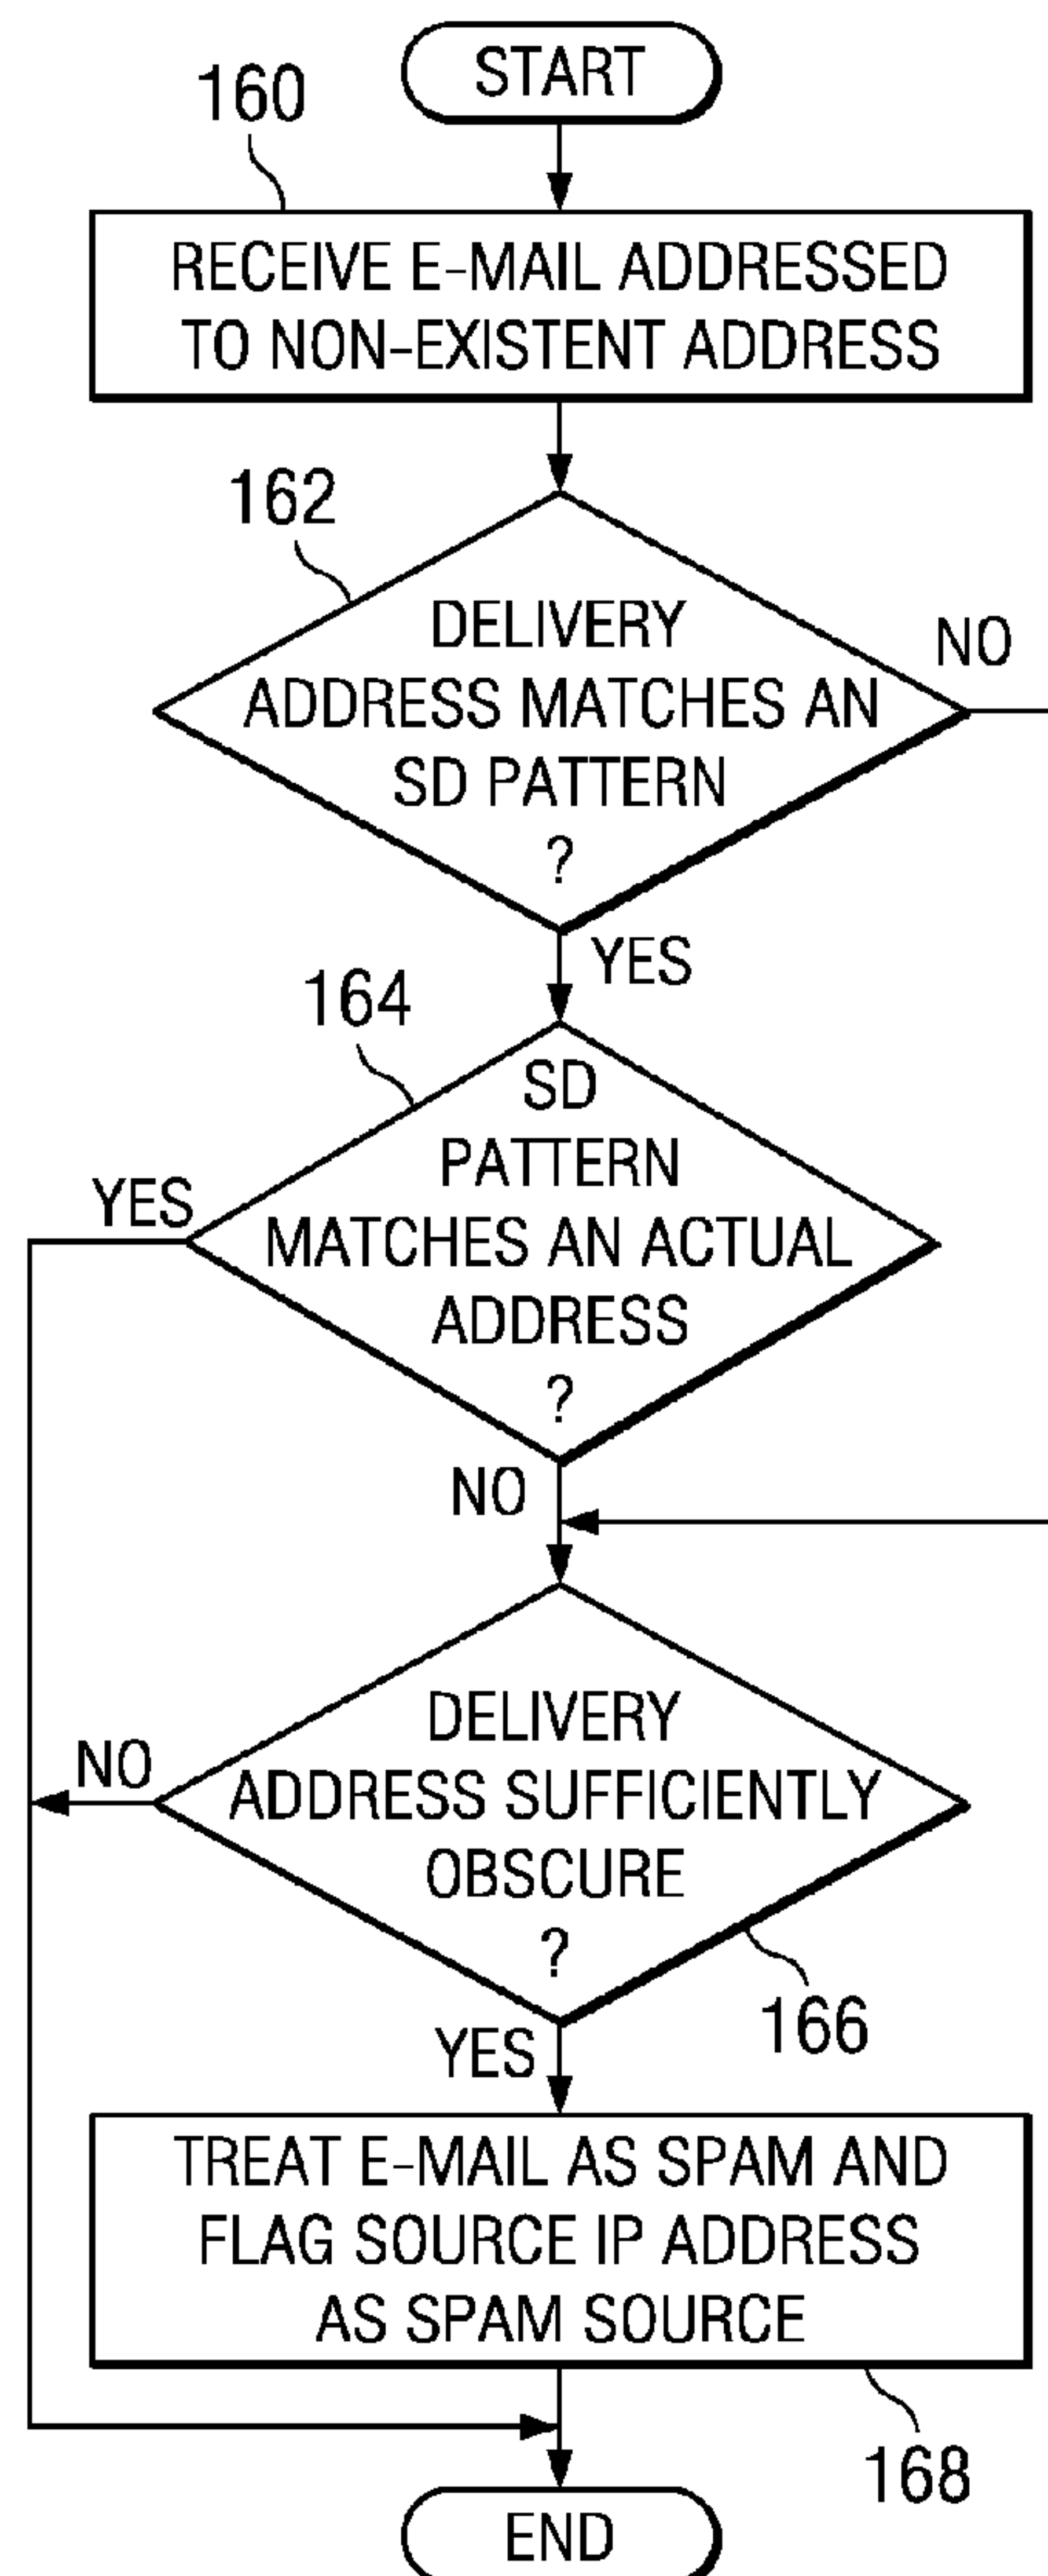 START
160
RECEIVE E-MAIL ADDRESSED
TO NON-EXISTENT ADDRESS
162
DELIVERY
ADDRESS MATCHES AN
SD PATTERN
?
NO
YES
164
SD
PATTERN
MATCHES AN ACTUAL
ADDRESS
?
YES
NO
DELIVERY
ADDRESS SUFFICIENTLY
OBSCURE
?
NO
166
YES
TREAT E-MAIL AS SPAM AND
FLAG SOURCE IP ADDRESS
AS SPAM SOURCE
168
END